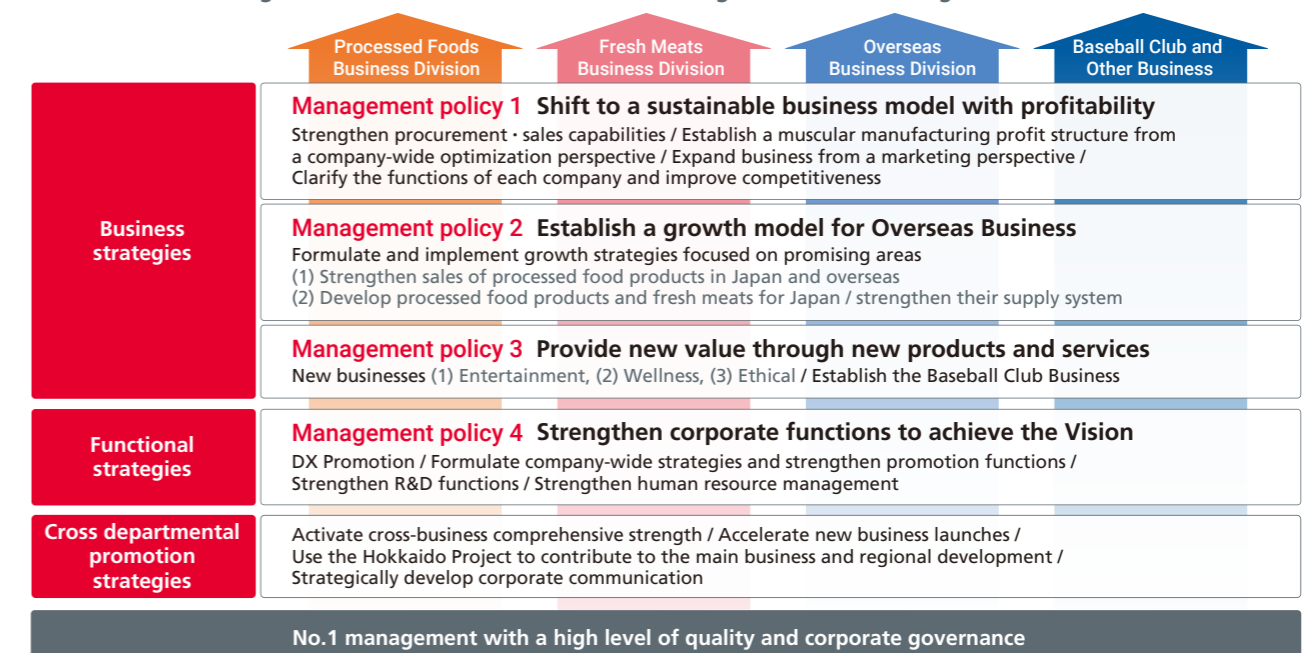 Processed Foods
Business Division
Fresh Meats
Business Division
Overseas
Business Division
Baseball Club and
Other Business
Business
strategies
Management policy 1 Shift to a sustainable business model with profitability
Strengthen procurement · sales capabilities / Establish a muscular manufacturing profit structure from
a company-wide optimization perspective / Expand business from a marketing perspective /
Clarify the functions of each company and improve competitiveness
Management policy 2 Establish a growth model for Overseas Business
Formulate and implement growth strategies focused on promising areas
(1) Strengthen sales of processed food products in Japan and overseas
(2) Develop processed food products and fresh meats for Japan / strengthen their supply system
Management policy 3 Provide new value through new products and services
New businesses (1) Entertainment, (2) Wellness, (3) Ethical / Establish the Baseball Club Business
Functional
strategies
Management policy 4 Strengthen corporate functions to achieve the Vision
DX Promotion / Formulate company-wide strategies and strengthen promotion functions /
Strengthen R&D functions / Strengthen human resource management
Cross departmental
promotion
strategies
Activate cross-business comprehensive strength / Accelerate new business launches /
Use the Hokkaido Project to contribute to the main business and regional development /
Strategically develop corporate communication
No.1 management with a high level of quality and corporate governance